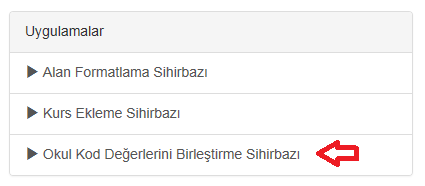 Uygulamalar
Alan Formatlama Sihirbazı
Kurs Ekleme Sihirbazı
Okul Kod Değerlerini Birleştirme Sihirbazı